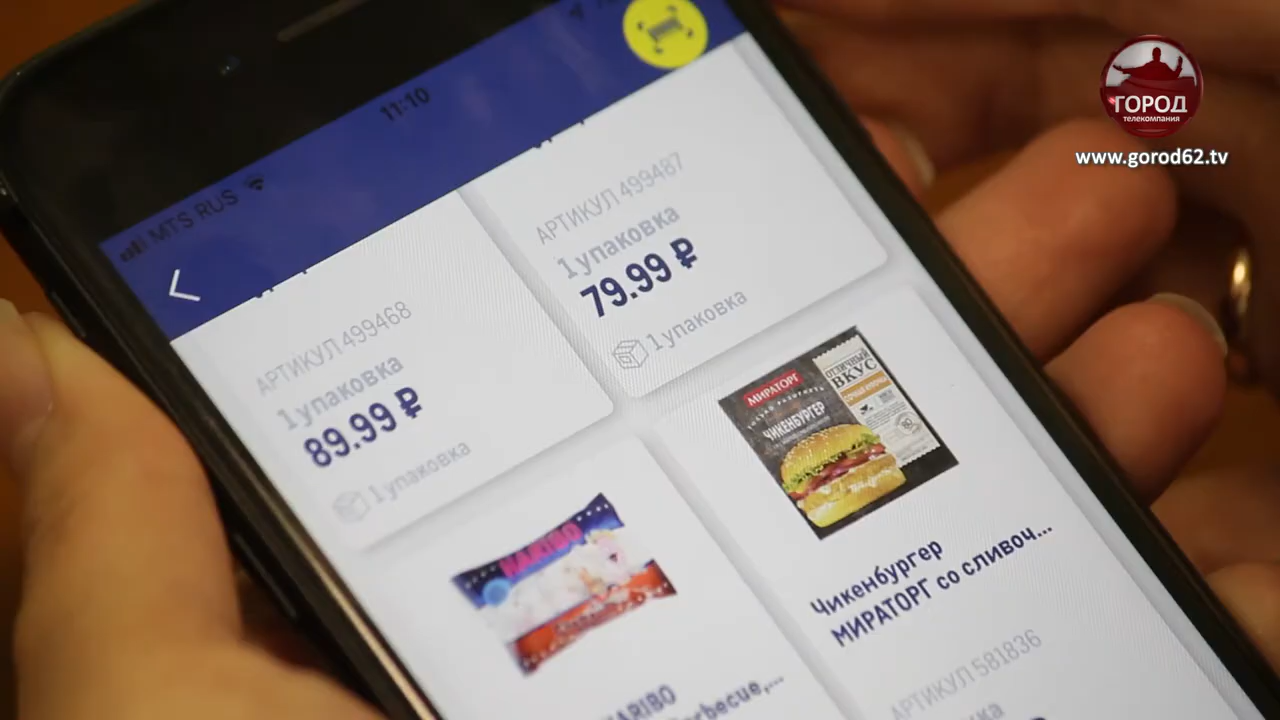 ГОРОД
телекомпания
www.gorod62.tv
11:10
MTS RUS
АРТИКУЛ 499468
1 упаковка
89.99 ₽
1 упаковка
АРТИКУЛ 499487
1 упаковка
79.99 ₽
1 упаковка
HARIBO
HARIBO
МИРАТОРГ
ЧИКЕНБУРГЕР
ОТЛИЧНЫЙ
ВКУС
Чикенбургер
МИРАТОРГ со сливоч...
АРТИКУЛ 581836